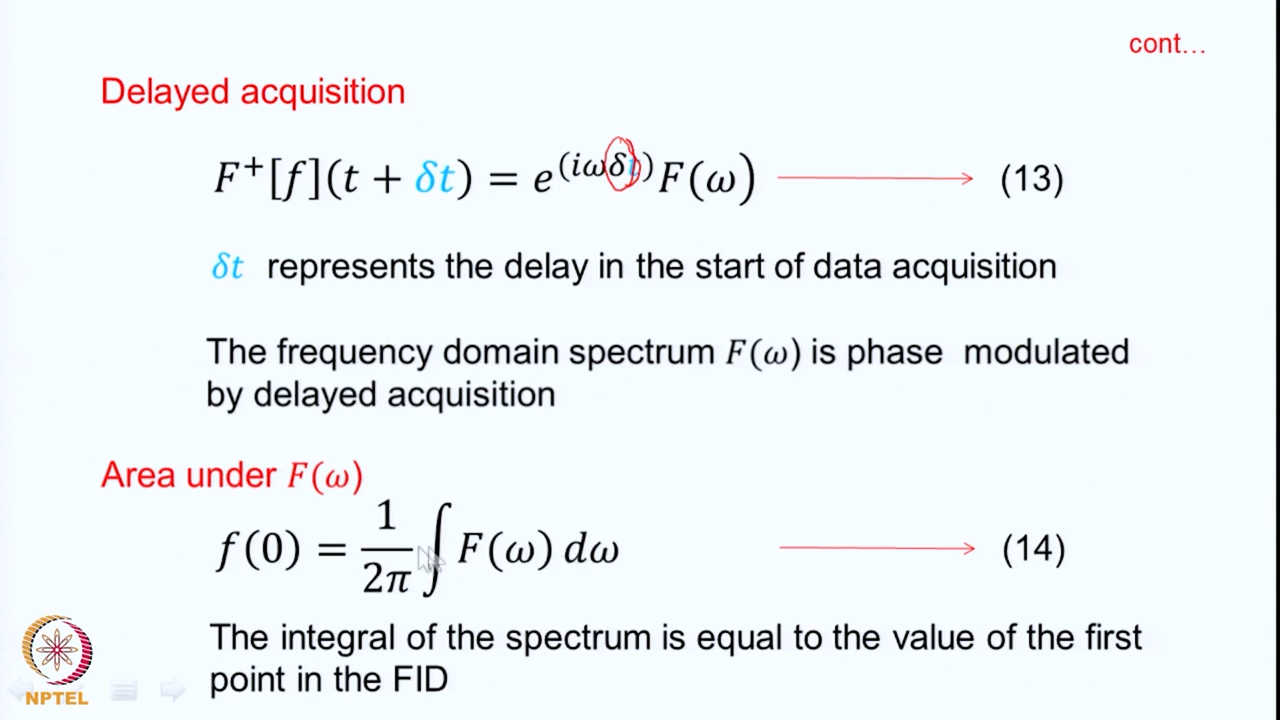 cont...
Delayed acquisition
F⁺[f](t + δt) = e^(iωδt) F(ω) (13)
δt represents the delay in the start of data acquisition
The frequency domain spectrum F(ω) is phase modulated
by delayed acquisition
Area under F(ω)
f(0) = 1/2π ∫ F(ω) dω (14)
The integral of the spectrum is equal to the value of the first
point in the FID
NPTEL